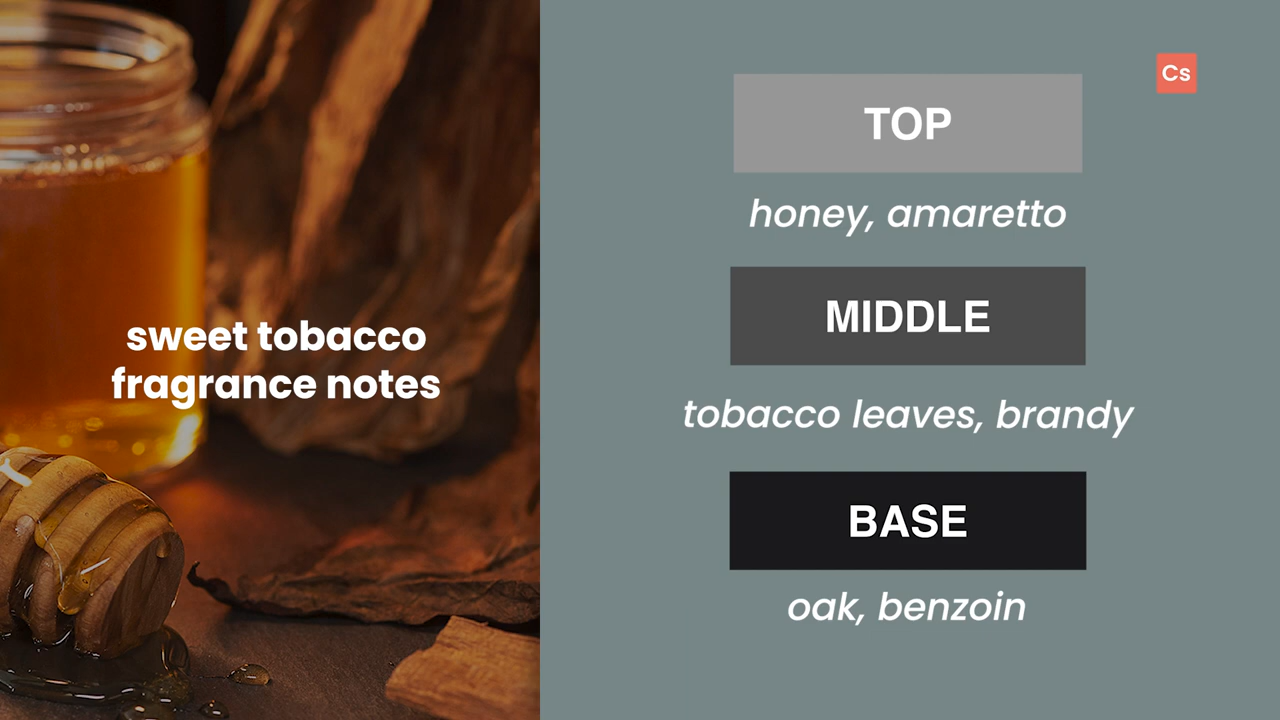 sweet tobacco
fragrance notes
Cs
TOP
honey, amaretto
MIDDLE
tobacco leaves, brandy
BASE
oak, benzoin